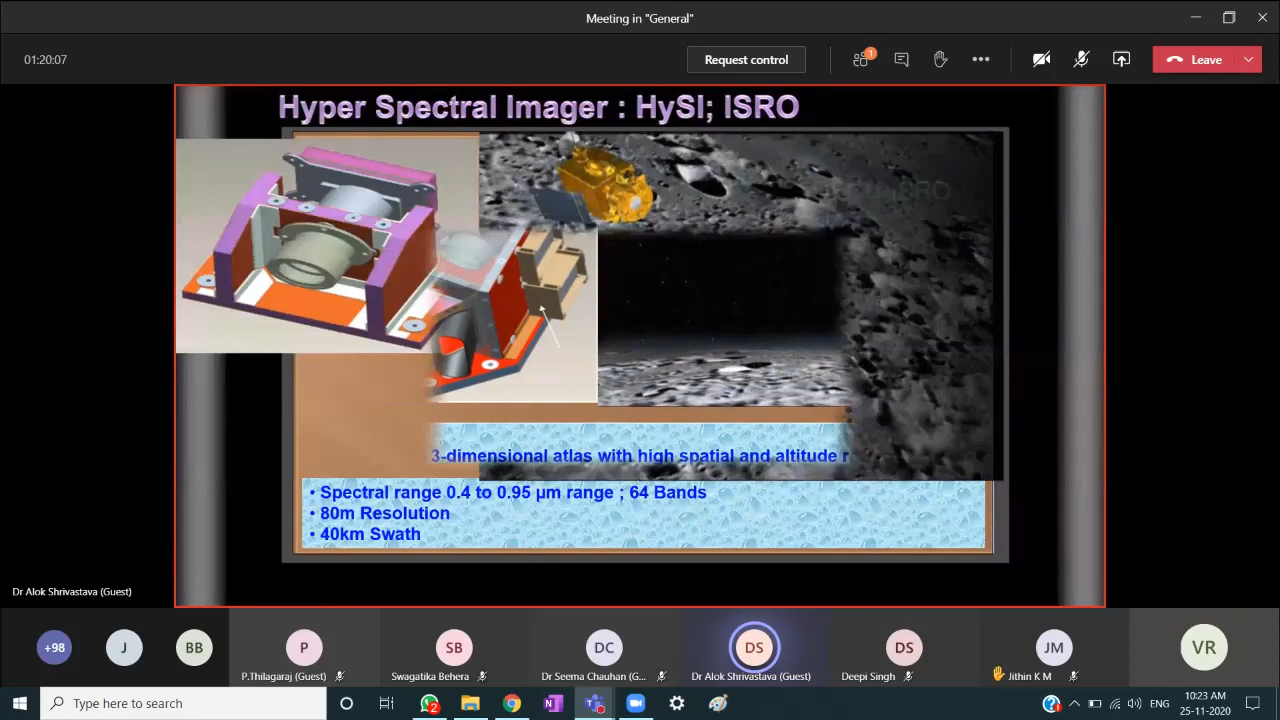 Meeting in "General"
01:20:07
Request control
1
Leave
Hyper Spectral Imager : HySI; ISRO
3-dimensional atlas with high spatial and altitude r
• Spectral range 0.4 to 0.95 µm range ; 64 Bands
• 80m Resolution
• 40km Swath
Dr Alok Shrivastava (Guest)
+98
J
BB
P
SB
DC
DS
DS
JM
VR
P.Thilagaraj (Guest)
Swagatika Behera
Dr Seema Chauhan (G...
Dr Alok Shrivastava (Guest)
Deepi Singh
Jithin K M
Type here to search
2
ENG
10:23 AM
25-11-2020